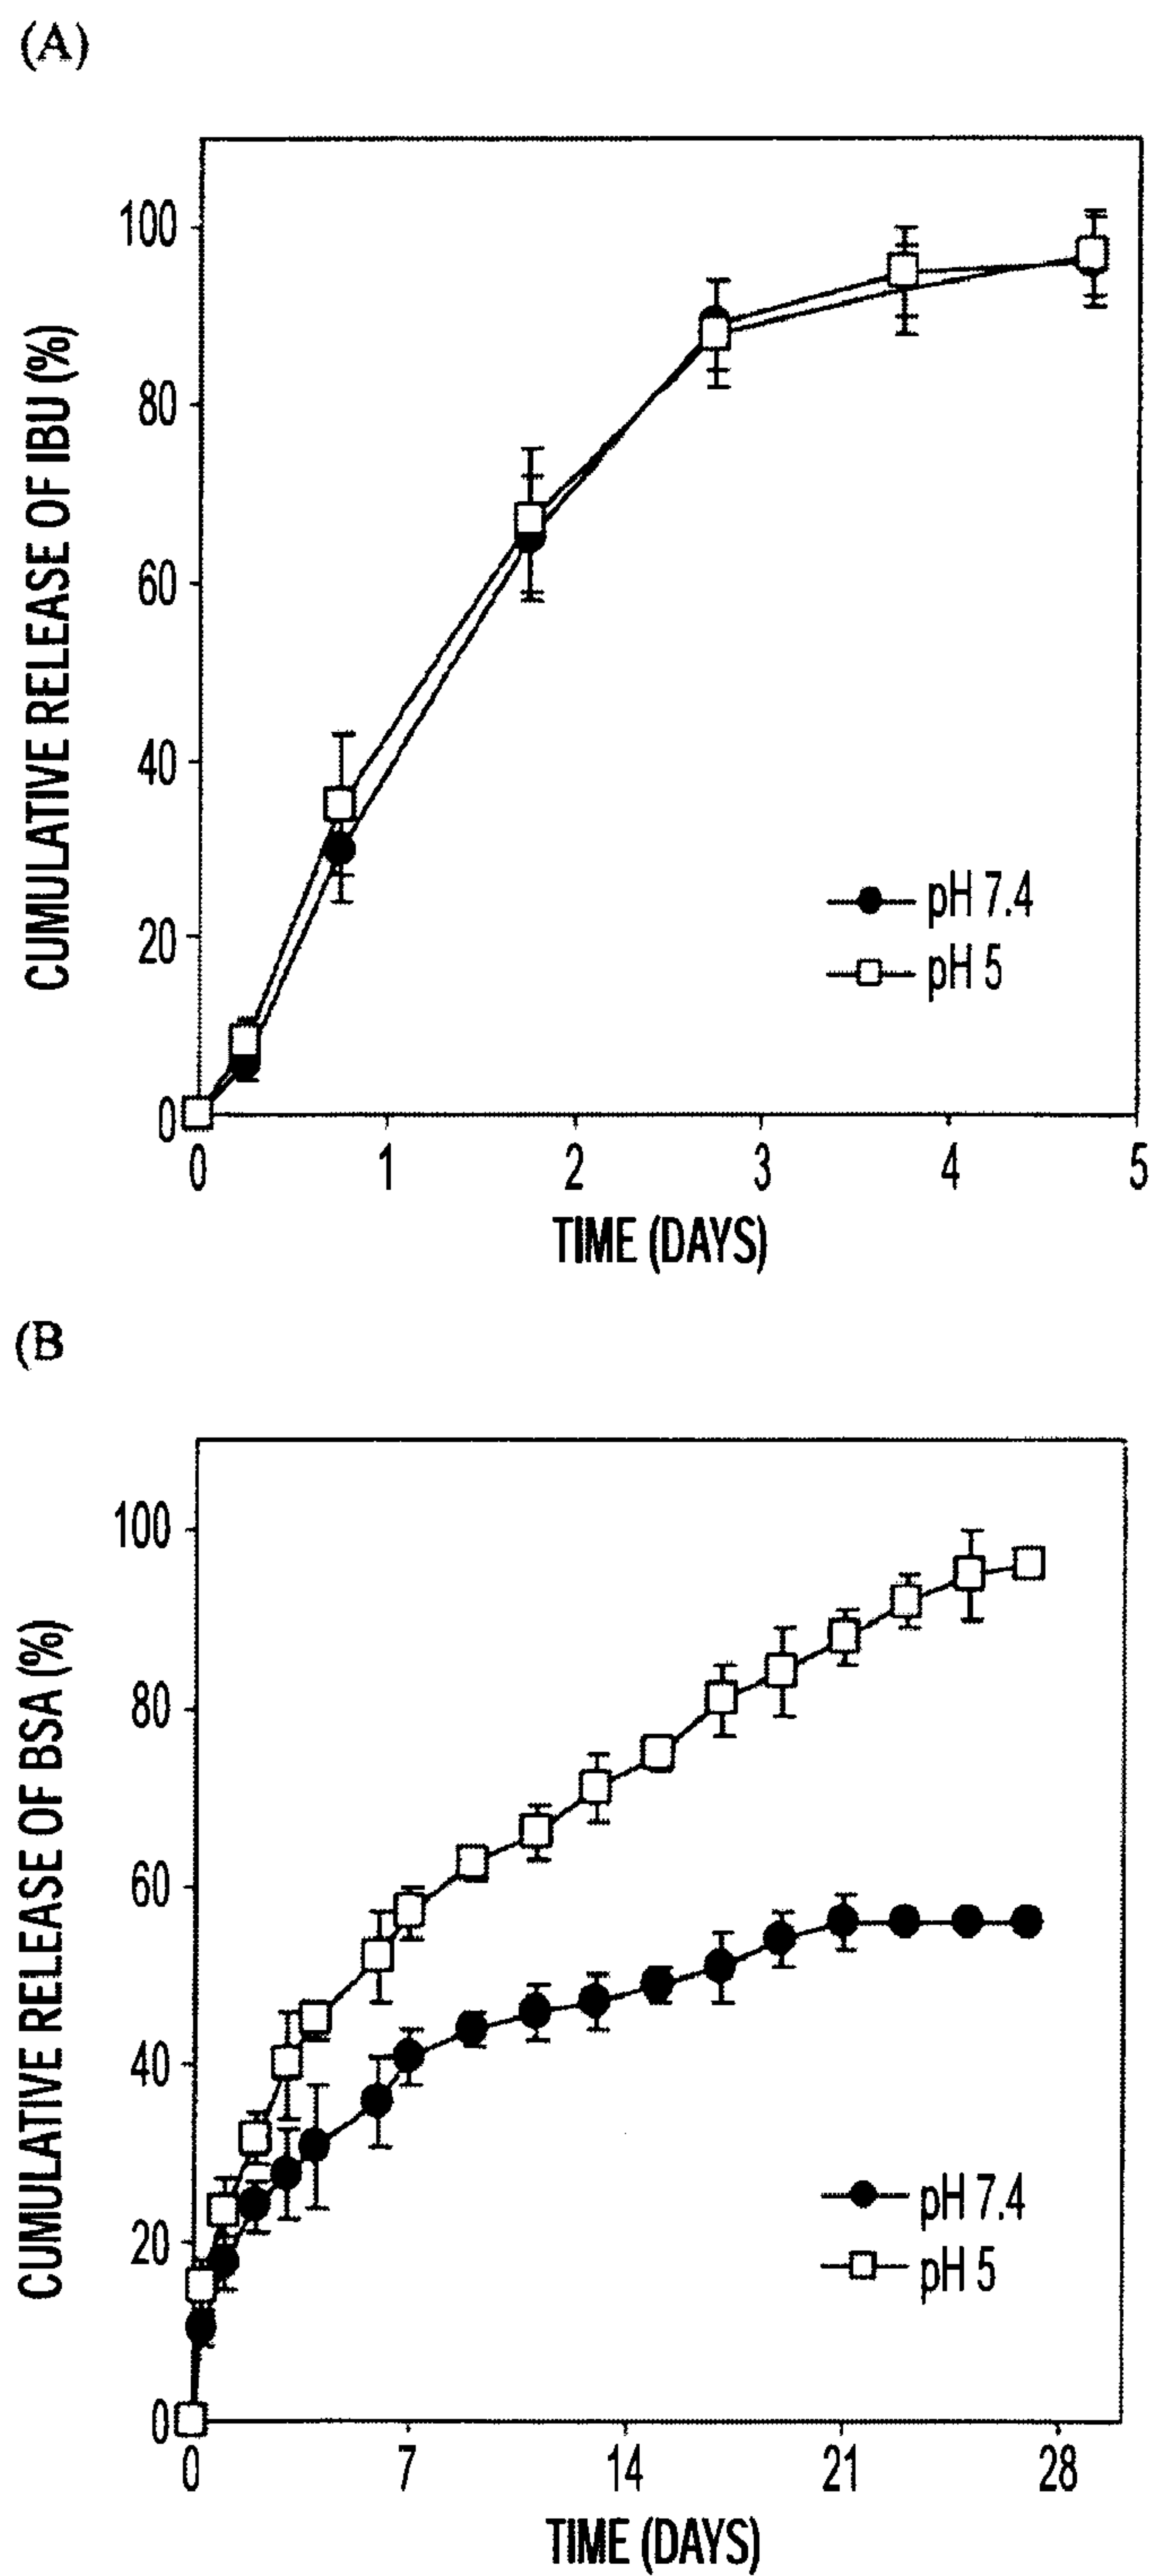 (A)
CUMULATIVE RELEASE OF IBU (%)
100
80
60
40
20
0
pH 7.4
pH 5
0 1 2 3 4 5
TIME (DAYS)
(B
CUMULATIVE RELEASE OF BSA (%)
100
80
60
40
20
0
pH 7.4
pH 5
0 7 14 21 28
TIME (DAYS)